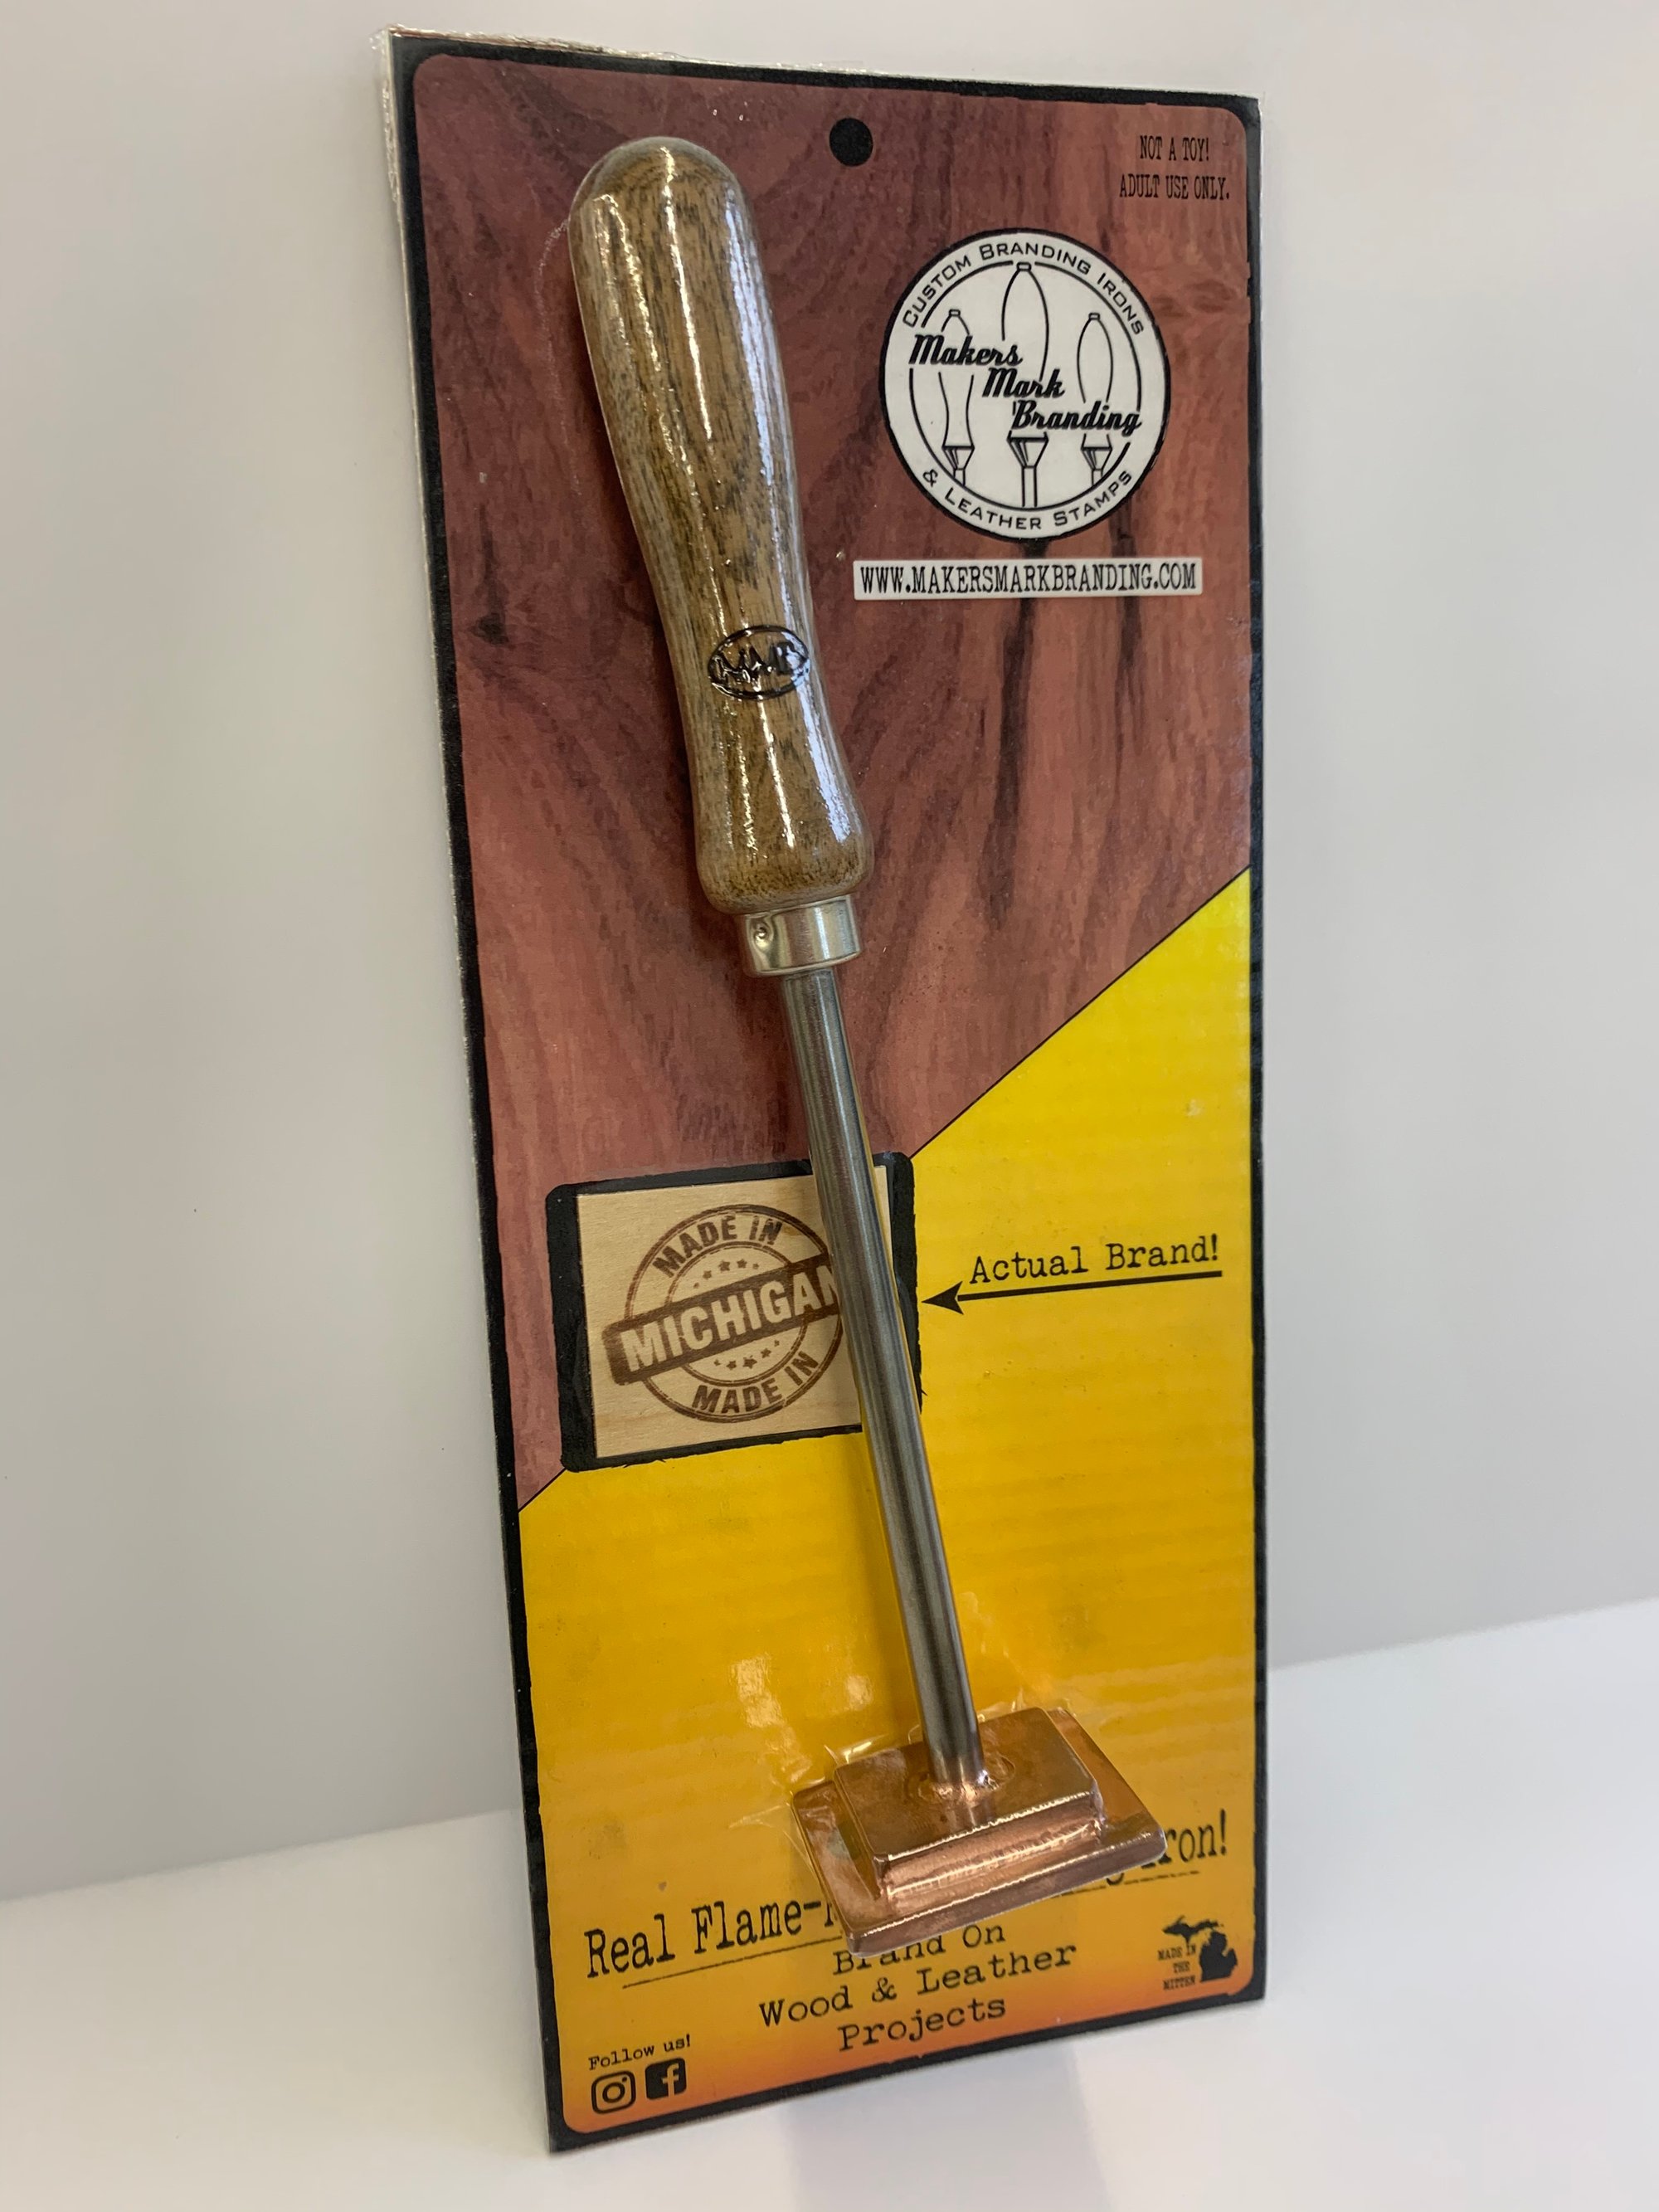 NOT A TOY!
ADULT USE ONLY.
CUSTOM BRANDING IRONS
Makers
Mark
Branding
& LEATHER STAMPS
WWW.MAKERSMARKBRANDING.COM
MMB
MADE IN
MICHIGAN
MADE IN
Actual Brand!
Real Flame-
Brand On
Wood & Leather
Projects
MADE IN
THE
MITTEN
Follow us!